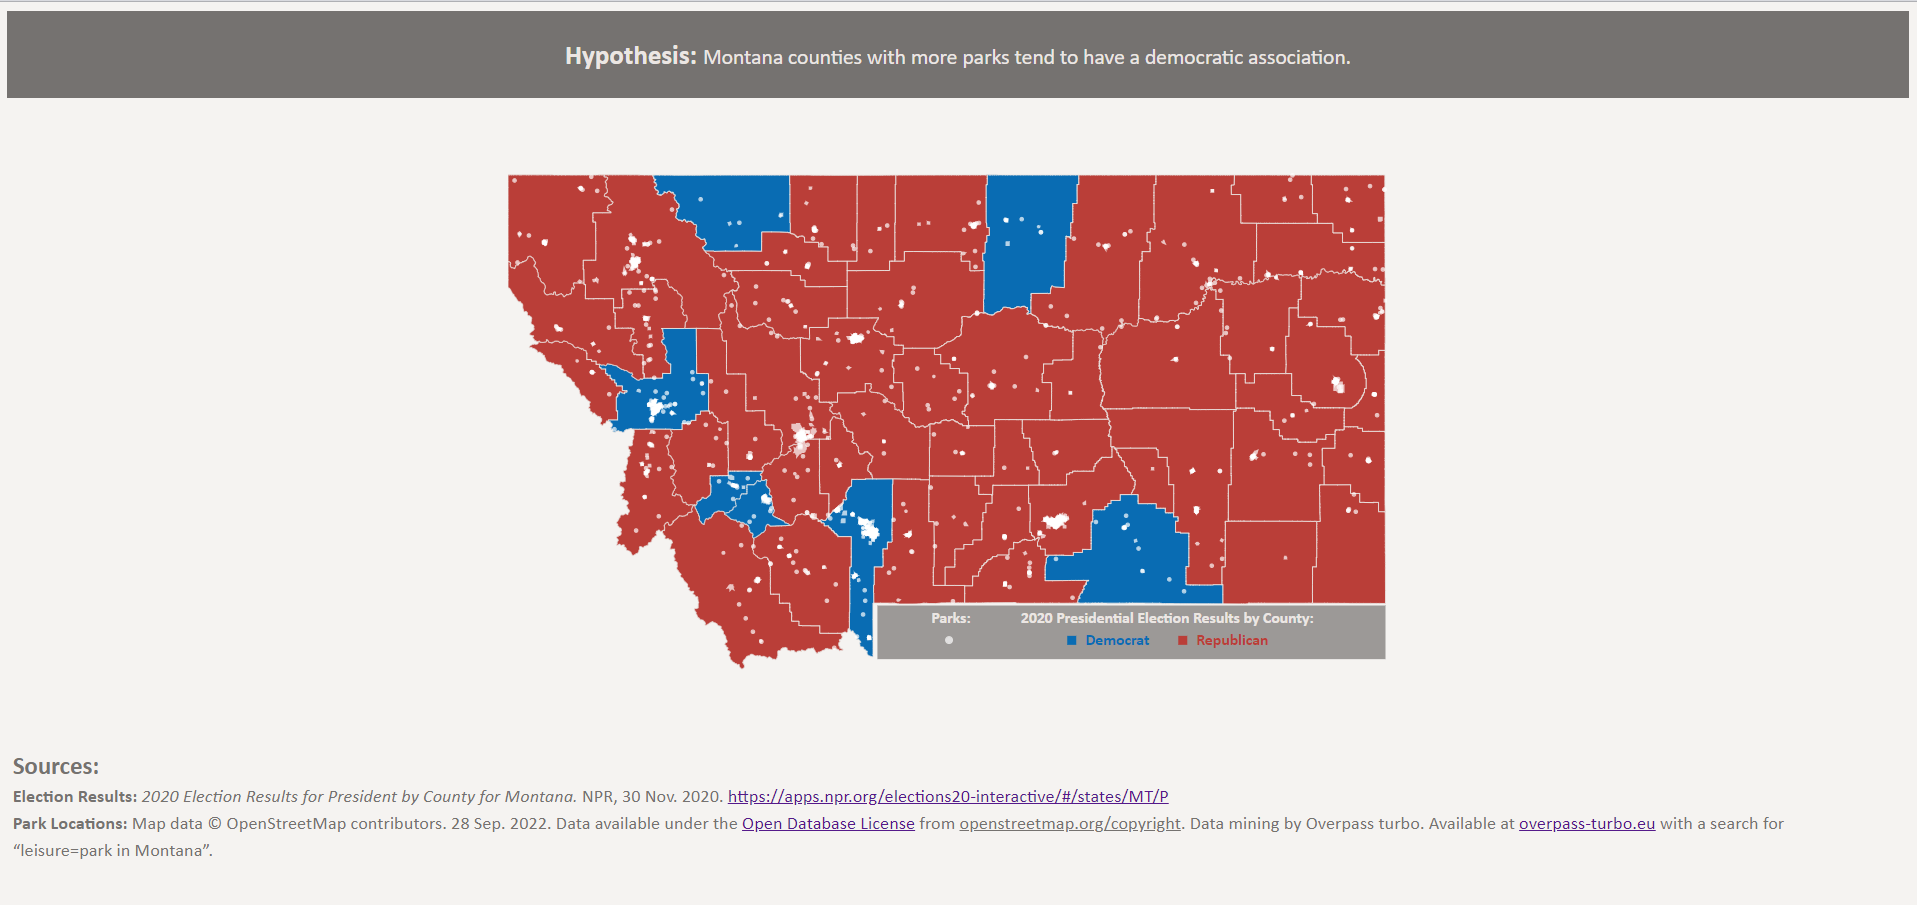 Hypothesis: Montana counties with more parks tend to have a democratic association.
Parks: 2020 Presidential Election Results by County:
Democrat Republican
Sources:
Election Results: 2020 Election Results for President by County for Montana. NPR, 30 Nov. 2020. https://apps.npr.org/elections20-interactive/#/states/MT/P
Park Locations: Map data © OpenStreetMap contributors. 28 Sep. 2022. Data available under the Open Database License from openstreetmap.org/copyright. Data mining by Overpass turbo. Available at overpass-turbo.eu with a search for
“leisure=park in Montana”.